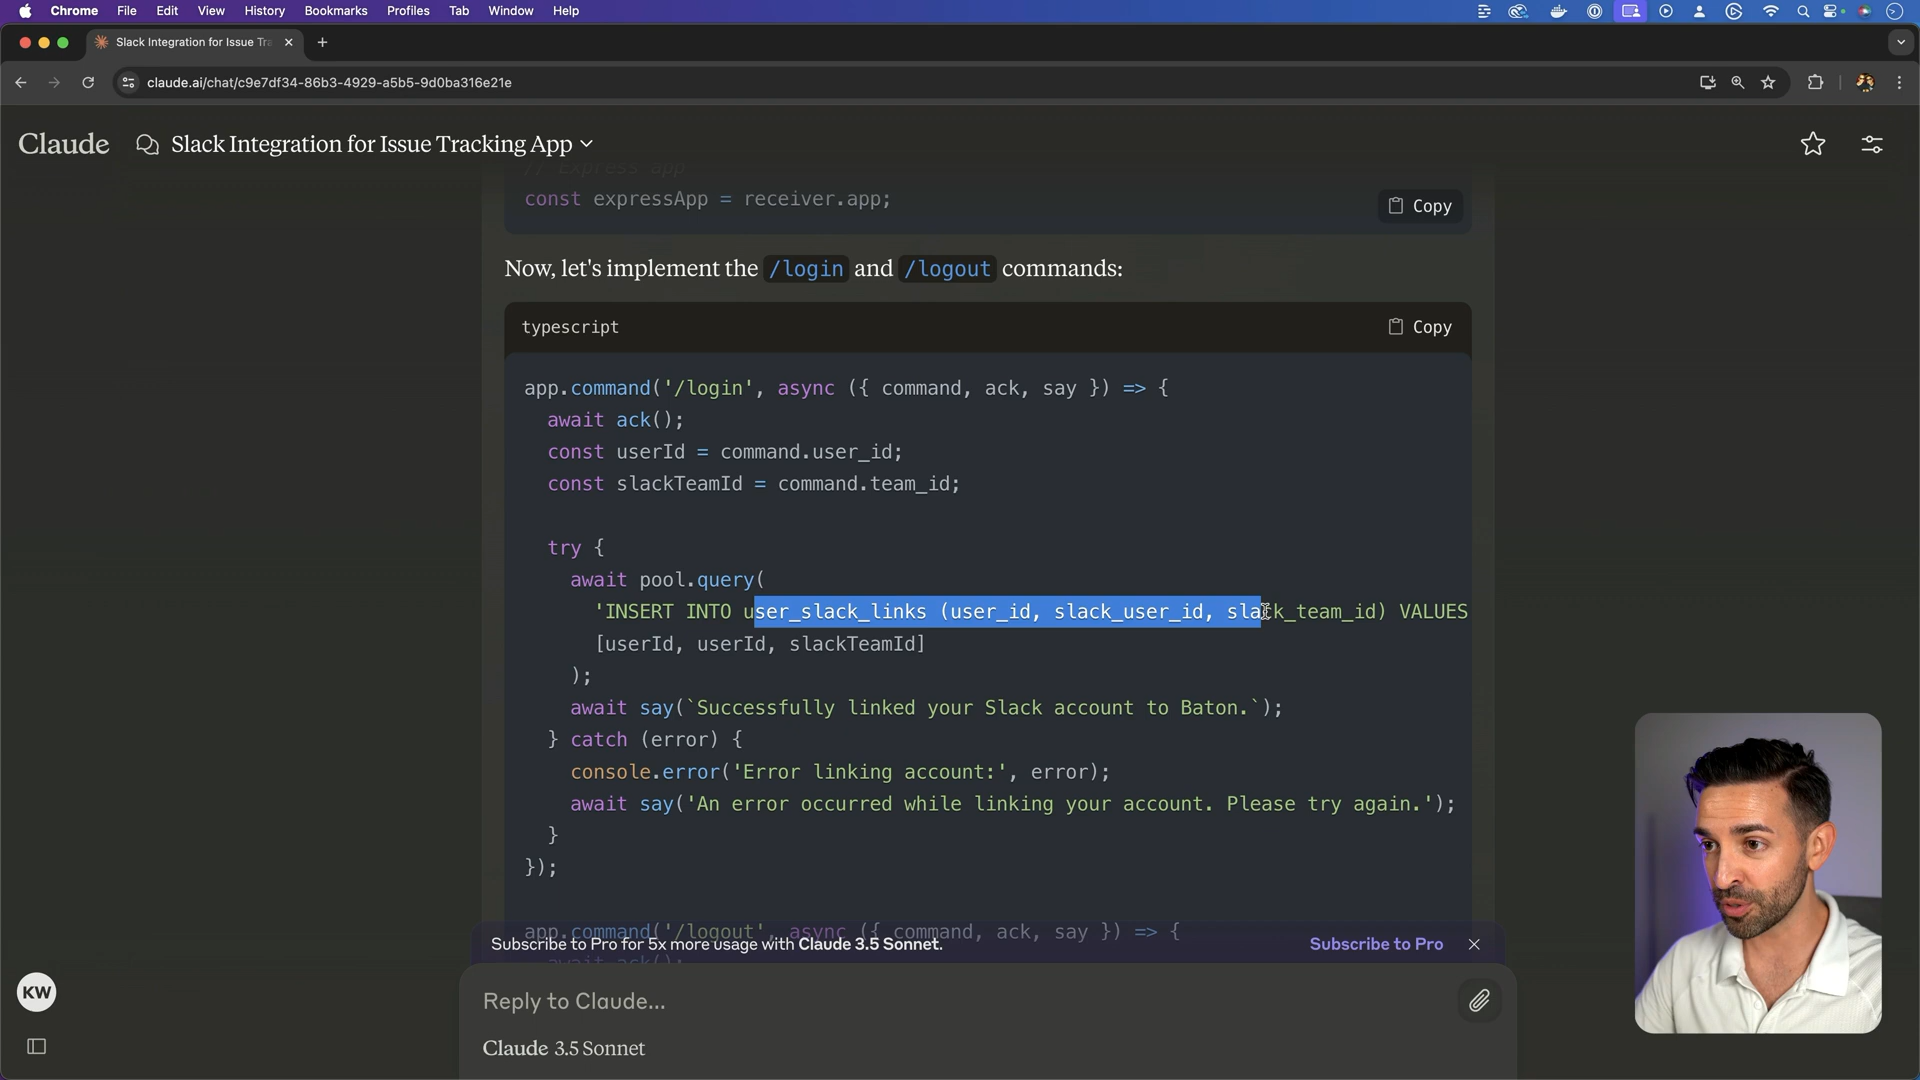 Chrome File Edit View History Bookmarks Profiles Tab Window Help
Slack Integration for Issue Tra
claude.ai/chat/c9e7df34-86b3-4929-a5b5-9d0ba316e21e
Claude Slack Integration for Issue Tracking App
// Express app
const expressApp = receiver.app;
Copy
Now, let's implement the /login and /logout commands:
typescript Copy
app.command('/login', async ({ command, ack, say }) => {
await ack();
const userId = command.user_id;
const slackTeamId = command.team_id;
try {
await pool.query(
'INSERT INTO user_slack_links (user_id, slack_user_id, slack_team_id) VALUES
[userId, userId, slackTeamId]
);
await say(`Successfully linked your Slack account to Baton.`);
} catch (error) {
console.error('Error linking account:', error);
await say('An error occurred while linking your account. Please try again.');
}
});
app.command('/logout', async ({ command, ack, say }) => {
await ack();
Subscribe to Pro for 5x more usage with Claude 3.5 Sonnet. Subscribe to Pro
KW
Reply to Claude...
Claude 3.5 Sonnet